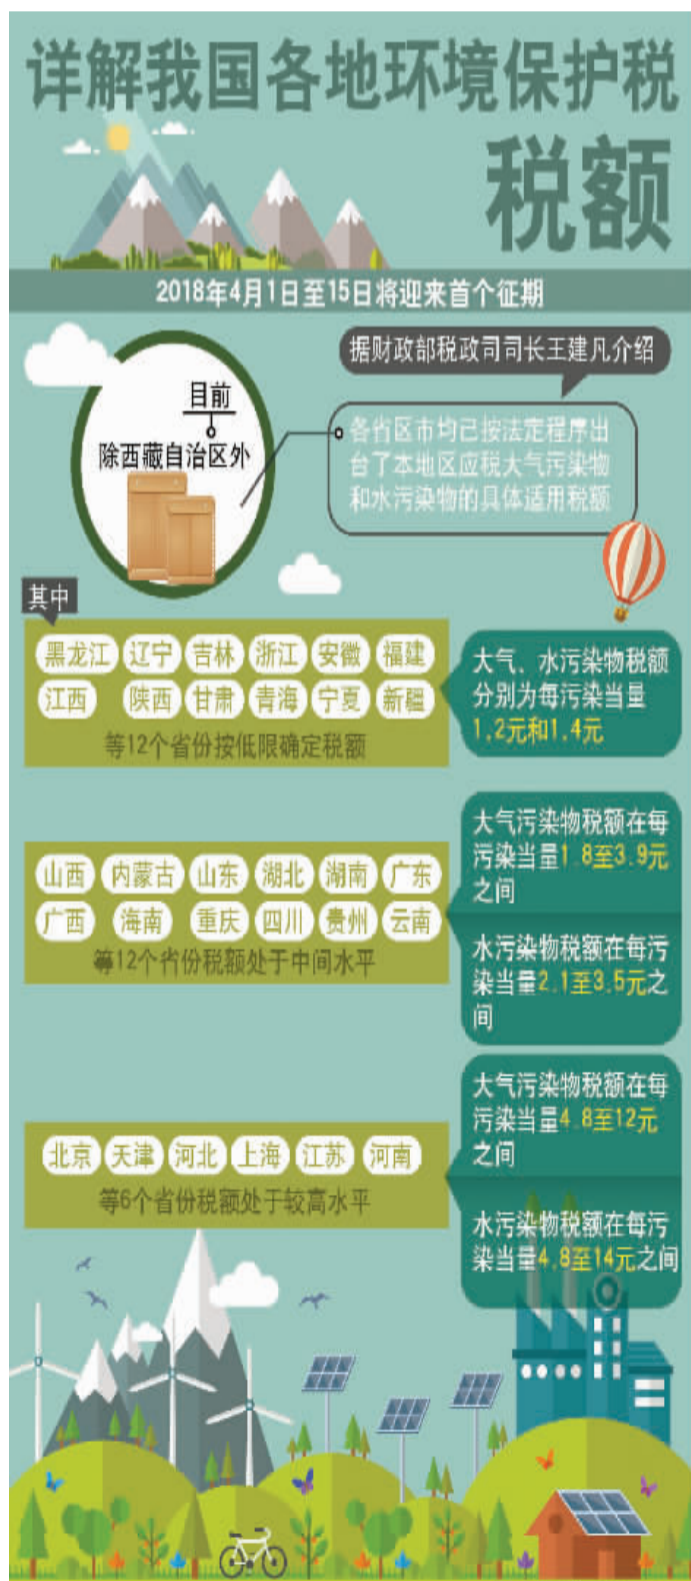 详解我国各地环境保护税
税额
2018年4月1日至15日将迎来首个征期
据财政部税政司司长王建凡介绍
目前
除西藏自治区外
各省区市均已按法定程序出
台了本地区应税大气污染物
和水污染物的具体适用税额
其中
黑龙江 辽宁 吉林 浙江 安徽 福建
江西 陕西 甘肃 青海 宁夏 新疆
等12个省份按低限确定税额
大气、水污染物税额
分别为每污染当量
1.2元和1.4元
山西 内蒙古 山东 湖北 湖南 广东
广西 海南 重庆 四川 贵州 云南
等12个省份税额处于中间水平
大气污染物税额在每
污染当量1.8至3.9元
之间
水污染物税额在每污
染当量2.1至3.5元之
间
北京 天津 河北 上海 江苏 河南
等6个省份税额处于较高水平
大气污染物税额在每
污染当量4.8至12元
之间
水污染物税额在每污
染当量4.8至14元之间